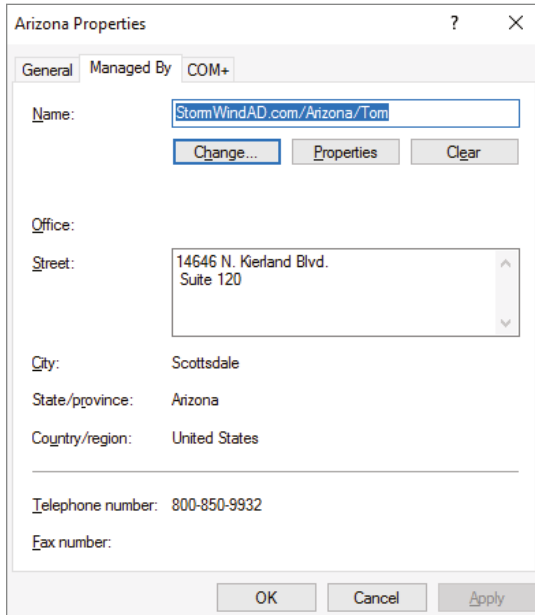 Arizona Properties ? ×
General Managed By COM+
Name: StormWindAD.com/Arizona/Tom
Change... Properties Clear
Office:
Street: 14646 N. Kierland Blvd.
Suite 120
City: Scottsdale
State/province: Arizona
Country/region: United States
Telephone number: 800-850-9932
Fax number:
OK Cancel Apply